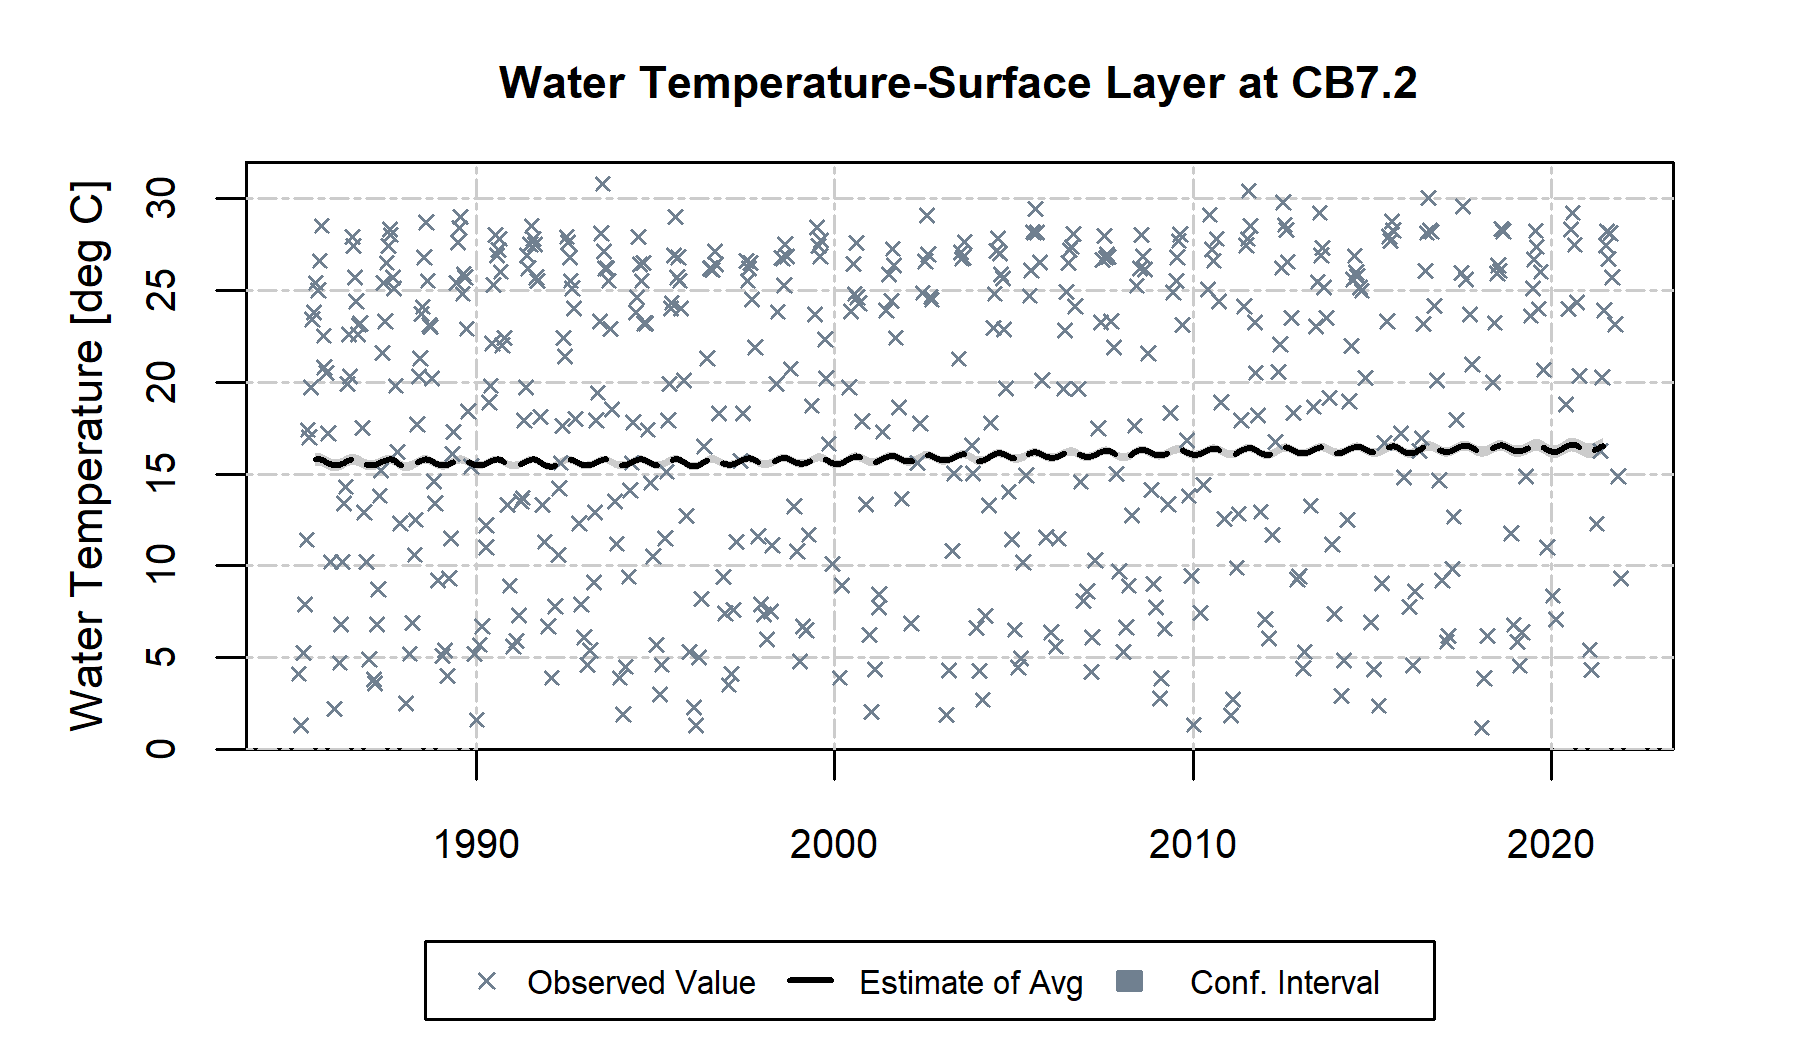 Water Temperature-Surface Layer at CB7.2
Water Temperature [deg C]
30
25
20
15
10
5
0
1990 2000 2010 2020
Observed Value Estimate of Avg Conf. Interval